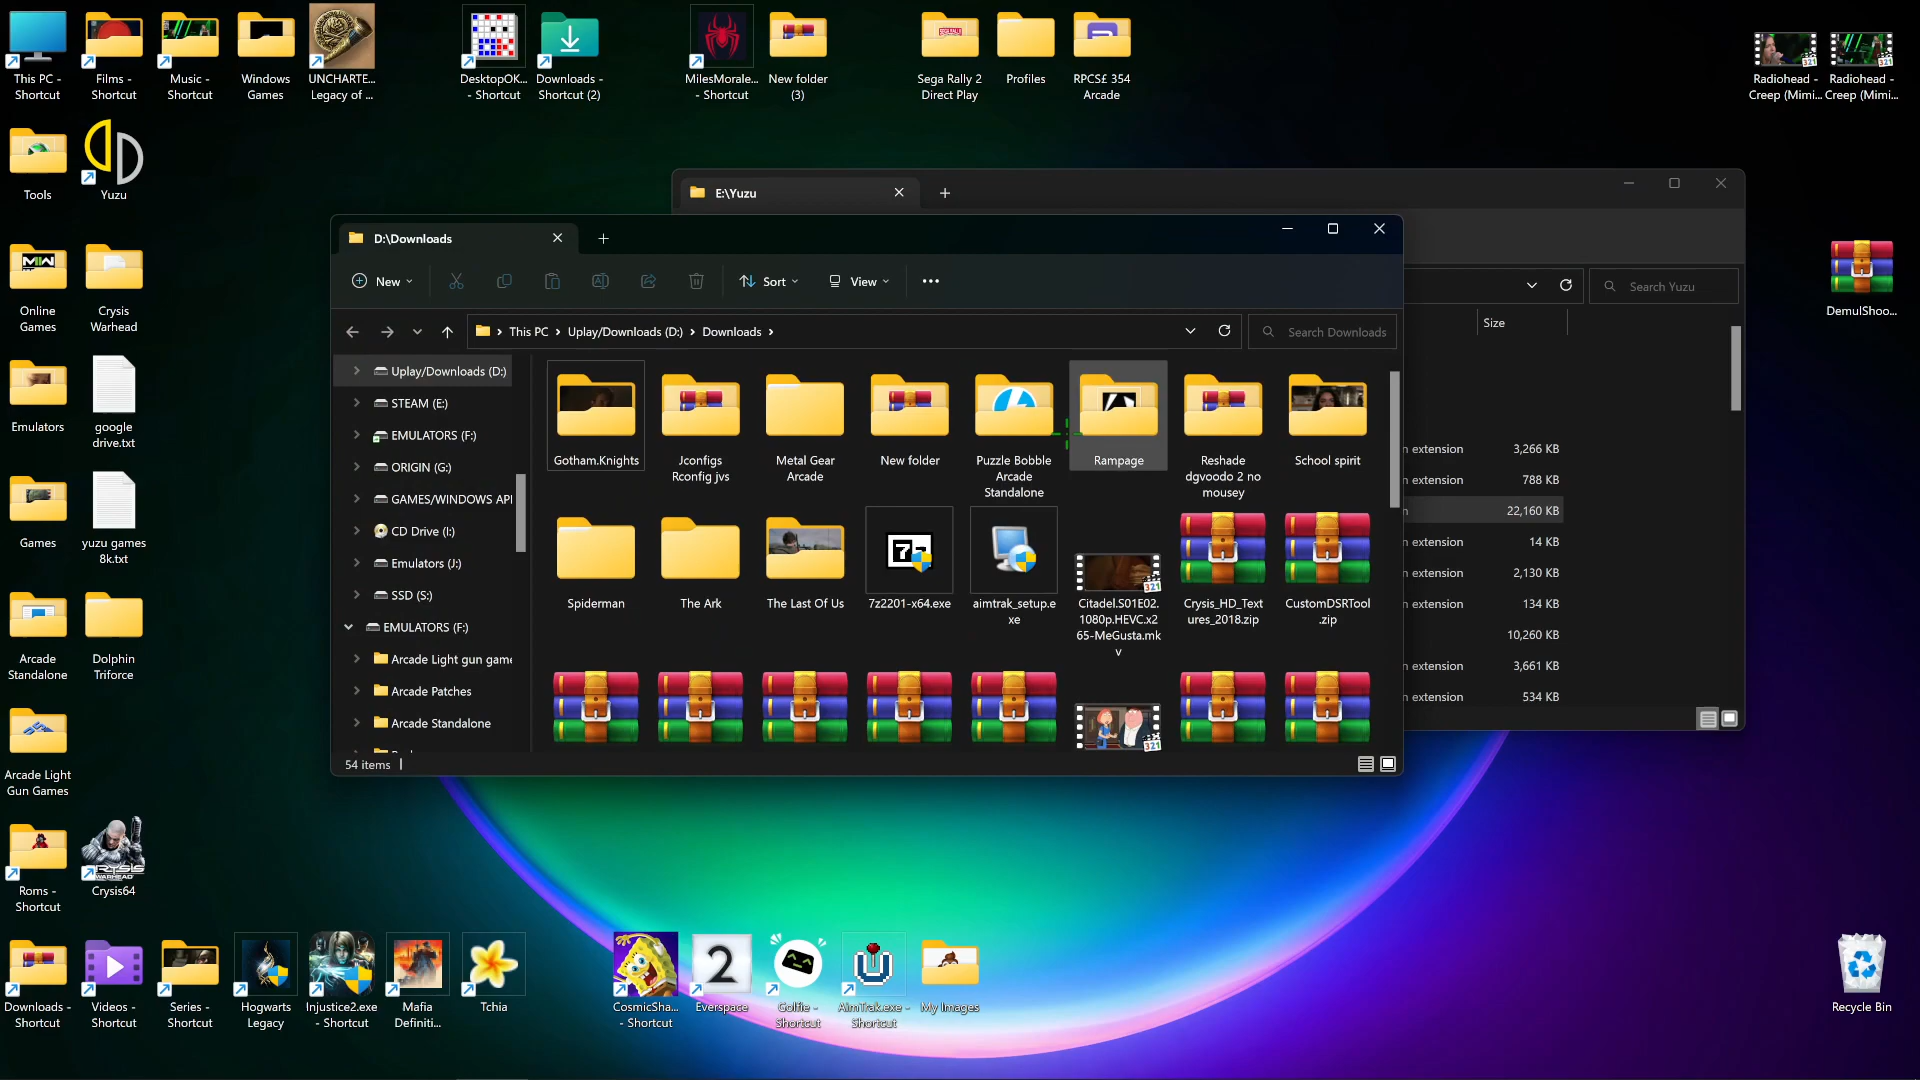 This PC -
Shortcut
Films -
Shortcut
Music -
Shortcut
Windows
Games
UNCHARTE...
Legacy of ...
DesktopOK...
- Shortcut
Downloads -
Shortcut (2)
MilesMorale...
- Shortcut
New folder
(3)
Sega Rally 2
Direct Play
Profiles
RPCS£ 354
Arcade
Radiohead -
Creep (Mimi...
Radiohead -
Creep (Mimi...
Tools
Yuzu
Online
Games
Crysis
Warhead
Emulators
google
drive.txt
Games
yuzu games
8k.txt
Arcade
Standalone
Dolphin
Triforce
Arcade Light
Gun Games
Roms -
Shortcut
Crysis64
Downloads -
Shortcut
Videos -
Shortcut
Series -
Shortcut
Hogwarts
Legacy
Injustice2.exe
- Shortcut
Mafia
Definiti...
Tchia
CosmicSha...
- Shortcut
Everspace
Golfie -
Shortcut
AimTrak.exe -
Shortcut
My Images
DemulShoo...
Recycle Bin
E:\Yuzu
Search Yuzu
Size
n extension 3,266 KB
n extension 788 KB
n 22,160 KB
n extension 14 KB
n extension 2,130 KB
n extension 134 KB
10,260 KB
n extension 3,661 KB
n extension 534 KB
D:\Downloads
New
Sort
View
This PC
Uplay/Downloads (D:)
Downloads
Search Downloads
Uplay/Downloads (D:)
STEAM (E:)
EMULATORS (F:)
ORIGIN (G:)
GAMES/WINDOWS API
CD Drive (I:)
Emulators (J:)
SSD (S:)
EMULATORS (F:)
Arcade Light gun game
Arcade Patches
Arcade Standalone
Gotham.Knights
Jconfigs
Rconfig jvs
Metal Gear
Arcade
New folder
Puzzle Bobble
Arcade
Standalone
Rampage
Reshade
dgvoodo 2 no
mousey
School spirit
Spiderman
The Ark
The Last Of Us
7z2201-x64.exe
aimtrak_setup.e
xe
Citadel.S01E02.
1080p.HEVC.x2
65-MeGusta.mk
v
Crysis_HD_Text
ures_2018.zip
CustomDSRTool
.zip
54 items